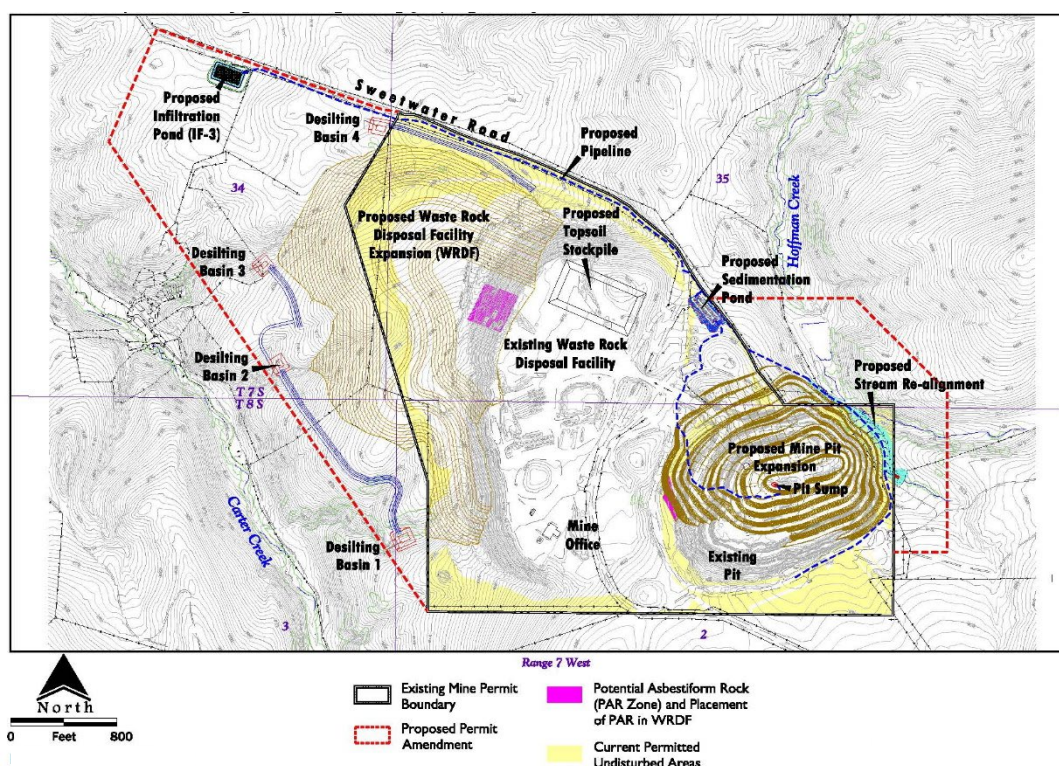 Sweetwater Road
Proposed
Infiltration
Pond (IF-3)
Desilting
Basin 4
Proposed
Pipeline
34
35
Hoffman Creek
Proposed Waste Rock
Disposal Facility
Expansion (WRDF)
Proposed
Topsoil
Stockpile
Desilting
Basin 3
Proposed
Sedimentation
Pond
Existing Waste Rock
Disposal Facility
Desilting
Basin 2
T 7S
T 8S
Proposed
Stream Re-alignment
Proposed Mine Pit
Expansion
Pit Sump
Carter Creek
Mine
Office
Desilting
Basin 1
Existing
Pit
3
2
Range 7 West
North
0 Feet 800
Existing Mine Permit
Boundary
Proposed Permit
Amendment
Potential Asbestiform Rock
(PAR Zone) and Placement
of PAR in WRDF
Current Permitted
Undisturbed Areas